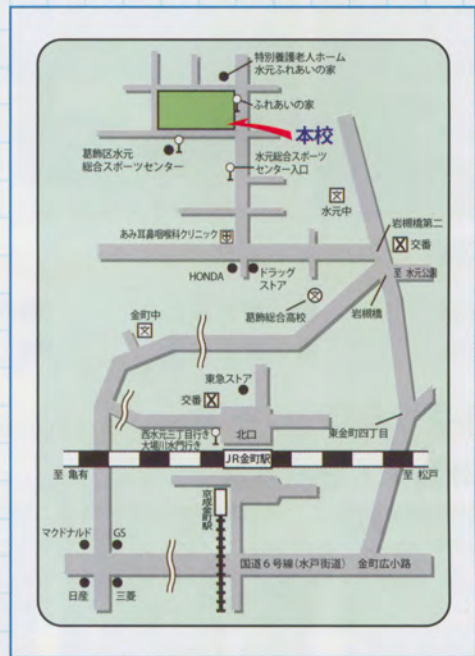 特別養護老人ホーム
水元ふれあいの家
ふれあいの家
本校
葛飾区水元
総合スポーツセンター
水元総合スポーツ
センター入口
水元中
岩槻橋第二
あみ耳鼻咽喉科クリニック
交番
至 水元公園
HONDA
ドラッグ
ストア
葛飾総合高校
岩槻橋
金町中
東急ストア
交番
西水元三丁目行き
大場川水門行き
北口
東金町四丁目
JR金町駅
至 亀有
至 松戸
京成金町駅
マクドナルド
GS
国道6号線(水戸街道)
金町広小路
日産
三菱